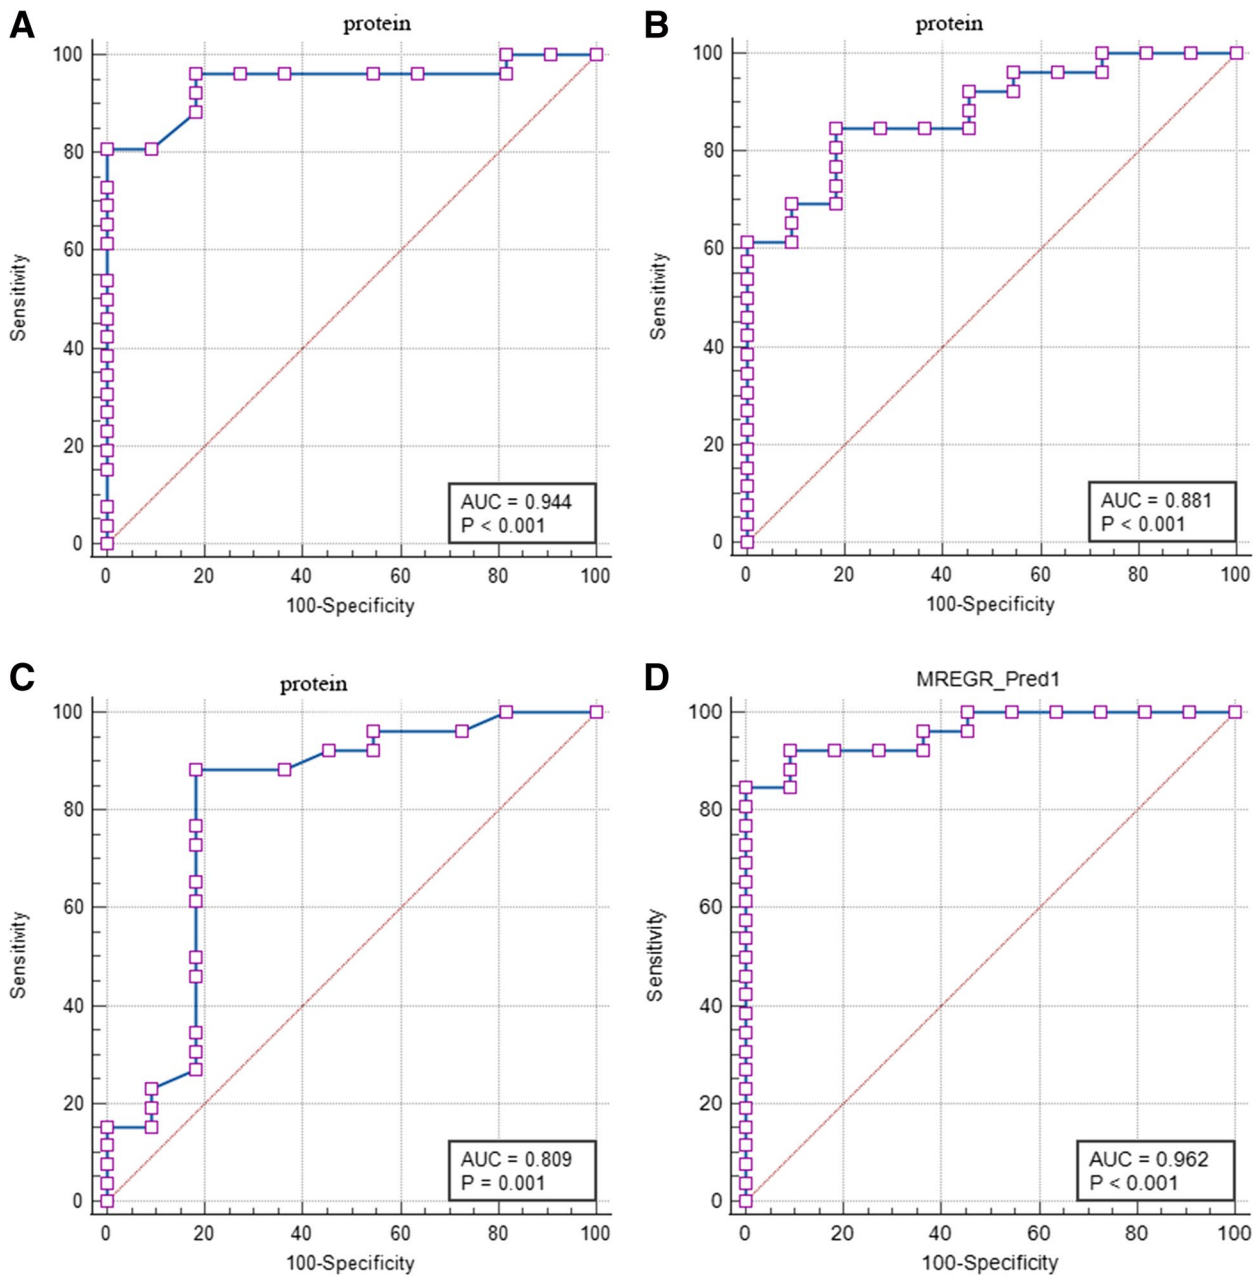 A
protein
100
80
60
40
20
0
Sensitivity
AUC = 0.944
P < 0.001
0 20 40 60 80 100
100-Specificity
B
protein
100
80
60
40
20
0
Sensitivity
AUC = 0.881
P < 0.001
0 20 40 60 80 100
100-Specificity
C
protein
100
80
60
40
20
0
Sensitivity
AUC = 0.809
P = 0.001
0 20 40 60 80 100
100-Specificity
D
MREGR_Pred1
100
80
60
40
20
0
Sensitivity
AUC = 0.962
P < 0.001
0 20 40 60 80 100
100-Specificity